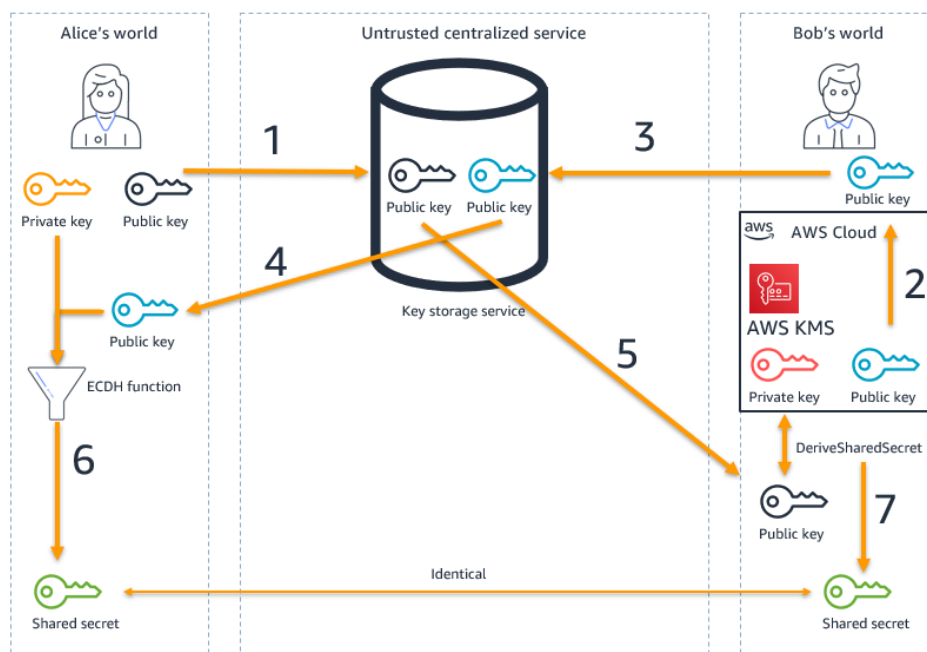 Alice's world
Untrusted centralized service
Bob's world
1
3
Private key
Public key
Public key
Public key
Public key
aws
AWS Cloud
4
2
Public key
Key storage service
AWS KMS
5
ECDH function
Private key
Public key
6
DeriveSharedSecret
7
Public key
Identical
Shared secret
Shared secret